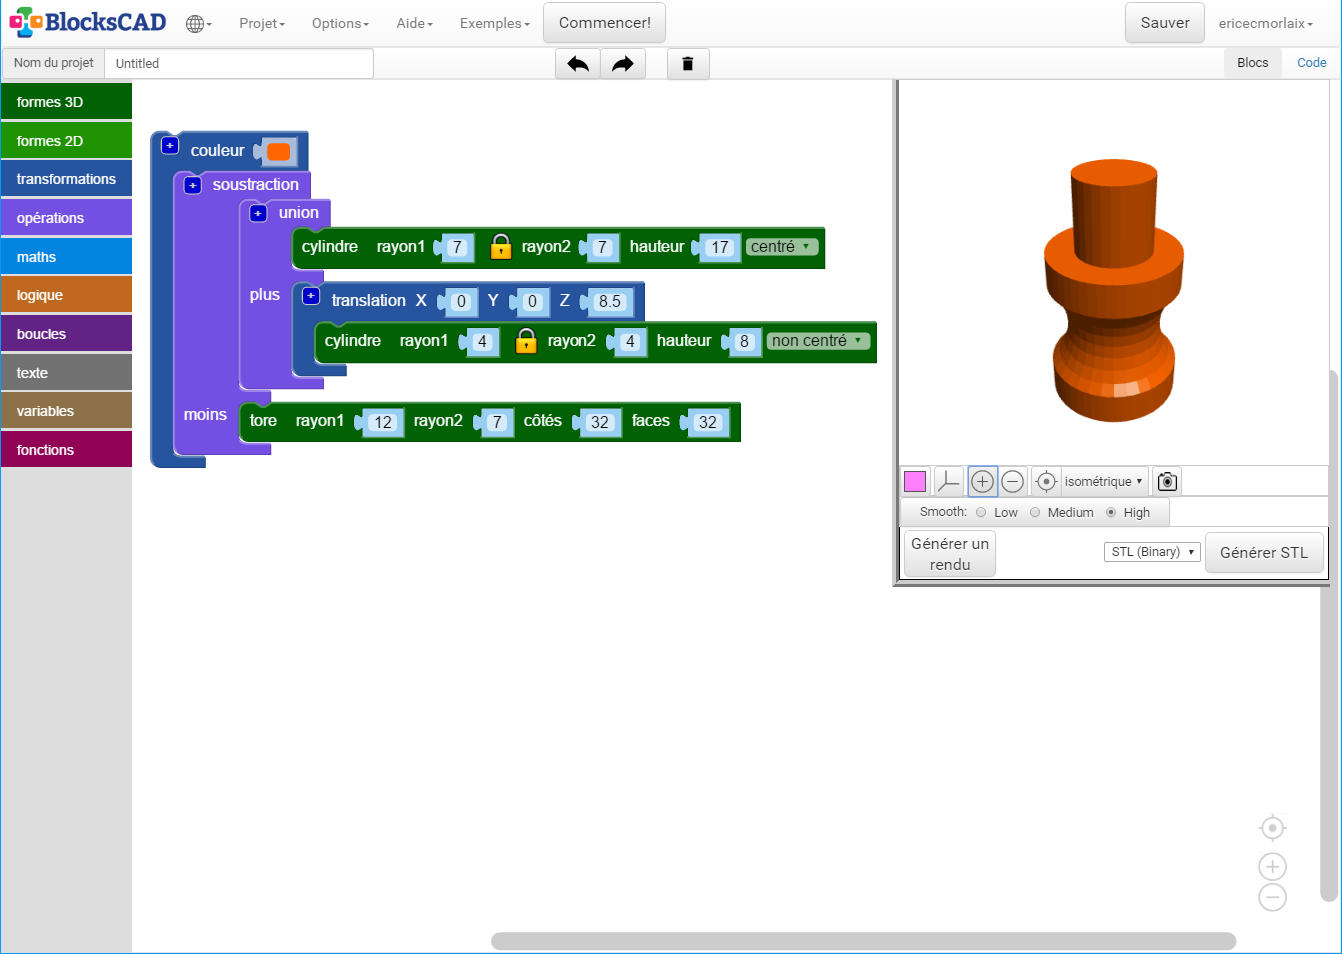 BlocksCAD Projet Options Aide Exemples Commencer! Sauver ericecmorlaix
Nom du projet Untitled Blocs Code
formes 3D
formes 2D
transformations
opérations
maths
logique
boucles
texte
variables
fonctions
couleur
soustraction
union
cylindre rayon1 7 rayon2 7 hauteur 17 centré
plus translation X 0 Y 0 Z 8.5
cylindre rayon1 4 rayon2 4 hauteur 8 non centré
moins tore rayon1 12 rayon2 7 côtés 32 faces 32
isométrique
Smooth: Low Medium High
Générer un
rendu
STL (Binary) Générer STL